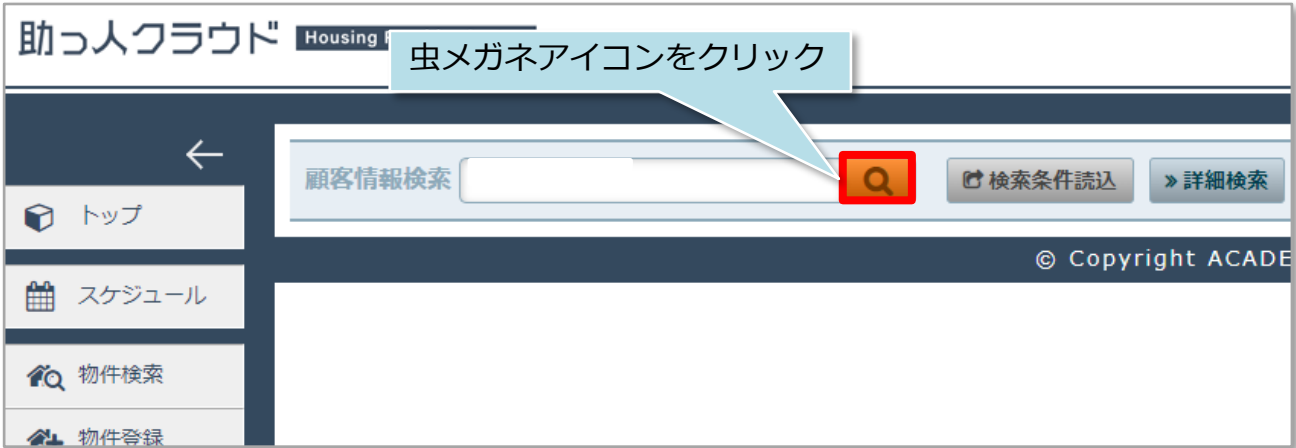 助っ人クラウド Housing
虫メガネアイコンをクリック
顧客情報検索
検索条件読込
» 詳細検索
© Copyright ACADE
トップ
スケジュール
物件検索
物件登録